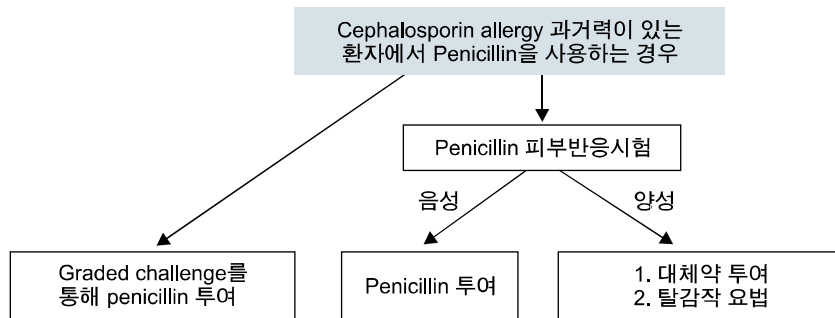 Cephalosporin allergy 과거력이 있는
환자에서 Penicillin을 사용하는 경우
Penicillin 피부반응시험
음성
양성
Graded challenge를
통해 penicillin 투여
Penicillin 투여
1. 대체약 투여
2. 탈감작 요법